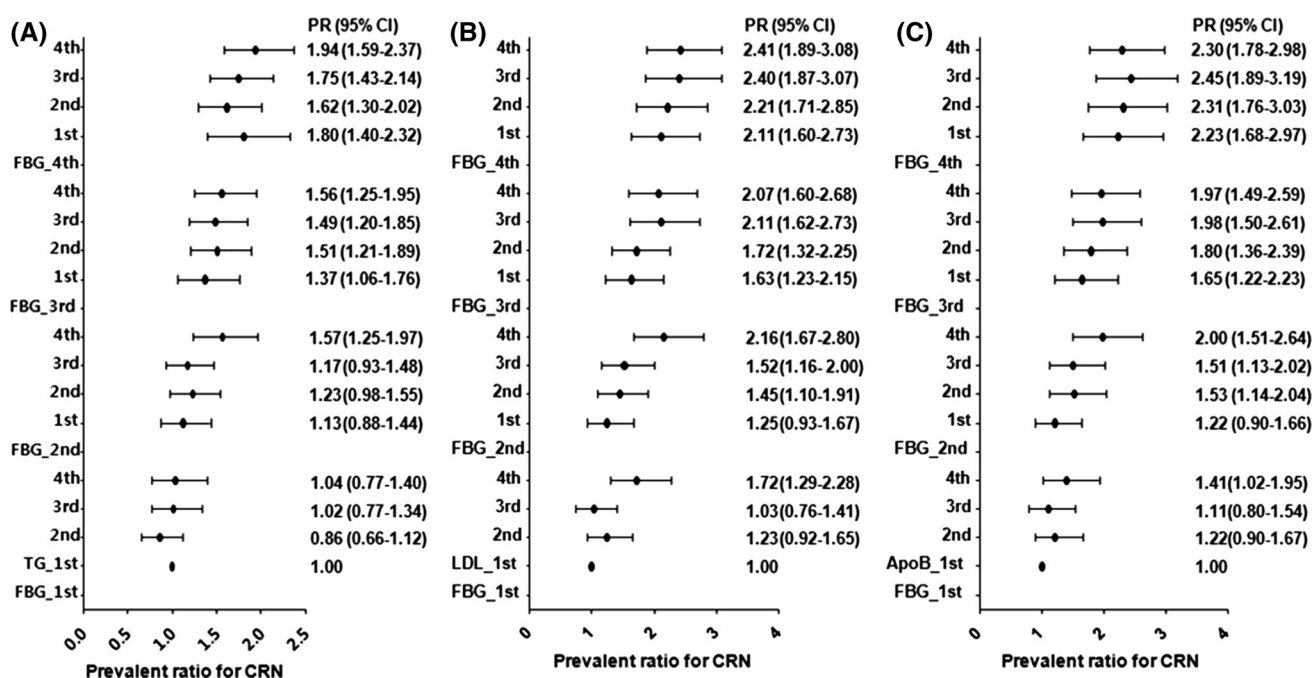 (A)
PR (95% CI)
4th 1.94 (1.59-2.37)
3rd 1.75 (1.43-2.14)
2nd 1.62 (1.30-2.02)
1st 1.80 (1.40-2.32)
FBG_4th
4th 1.56 (1.25-1.95)
3rd 1.49 (1.20-1.85)
2nd 1.51 (1.21-1.89)
1st 1.37 (1.06-1.76)
FBG_3rd
4th 1.57 (1.25-1.97)
3rd 1.17 (0.93-1.48)
2nd 1.23 (0.98-1.55)
1st 1.13 (0.88-1.44)
FBG_2nd
4th 1.04 (0.77-1.40)
3rd 1.02 (0.77-1.34)
2nd 0.86 (0.66-1.12)
TG_1st 1.00
FBG_1st
0.0 0.5 1.0 1.5 2.0 2.5
Prevalent ratio for CRN
(B)
PR (95% CI)
4th 2.41 (1.89-3.08)
3rd 2.40 (1.87-3.07)
2nd 2.21 (1.71-2.85)
1st 2.11 (1.60-2.73)
FBG_4th
4th 2.07 (1.60-2.68)
3rd 2.11 (1.62-2.73)
2nd 1.72 (1.32-2.25)
1st 1.63 (1.23-2.15)
FBG_3rd
4th 2.16 (1.67-2.80)
3rd 1.52 (1.16- 2.00)
2nd 1.45 (1.10-1.91)
1st 1.25 (0.93-1.67)
FBG_2nd
4th 1.72 (1.29-2.28)
3rd 1.03 (0.76-1.41)
2nd 1.23 (0.92-1.65)
LDL_1st 1.00
FBG_1st
0 1 2 3 4
Prevalent ratio for CRN
(C)
PR (95% CI)
4th 2.30 (1.78-2.98)
3rd 2.45 (1.89-3.19)
2nd 2.31 (1.76-3.03)
1st 2.23 (1.68-2.97)
FBG_4th
4th 1.97 (1.49-2.59)
3rd 1.98 (1.50-2.61)
2nd 1.80 (1.36-2.39)
1st 1.65 (1.22-2.23)
FBG_3rd
4th 2.00 (1.51-2.64)
3rd 1.51 (1.13-2.02)
2nd 1.53 (1.14-2.04)
1st 1.22 (0.90-1.66)
FBG_2nd
4th 1.41 (1.02-1.95)
3rd 1.11 (0.80-1.54)
2nd 1.22 (0.90-1.67)
ApoB_1st 1.00
FBG_1st
0 1 2 3 4
Prevalent ratio for CRN